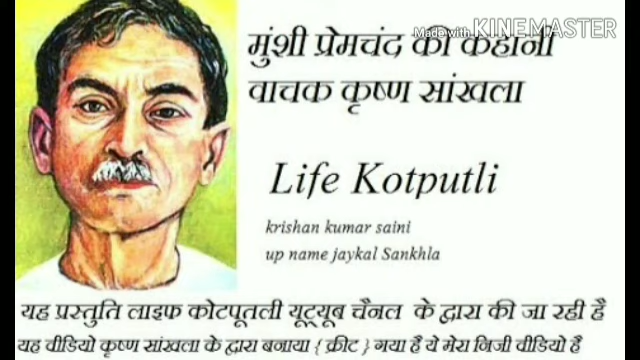 Made with KINEMASTER
मुंशी प्रेमचंद की कहानी
वाचक कृष्ण सांखला
Life Kotputli
krishan kumar saini
up name jaykal Sankhla
यह प्रस्तुति लाइफ कोटपूतली यूट्यूब चैनल के द्वारा की जा रही है
यह वीडियो कृष्ण सांखला के द्वारा बनाया { क्रीट } गया है ये मेरा निजी वीडियो है